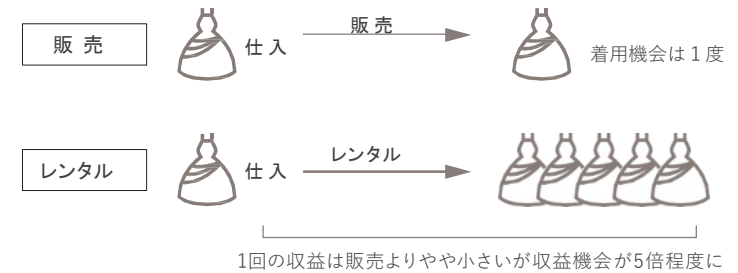 販売
仕入
販売
着用機会は1度
レンタル
仕入
レンタル
1回の収益は販売よりやや小さいが収益機会が5倍程度に